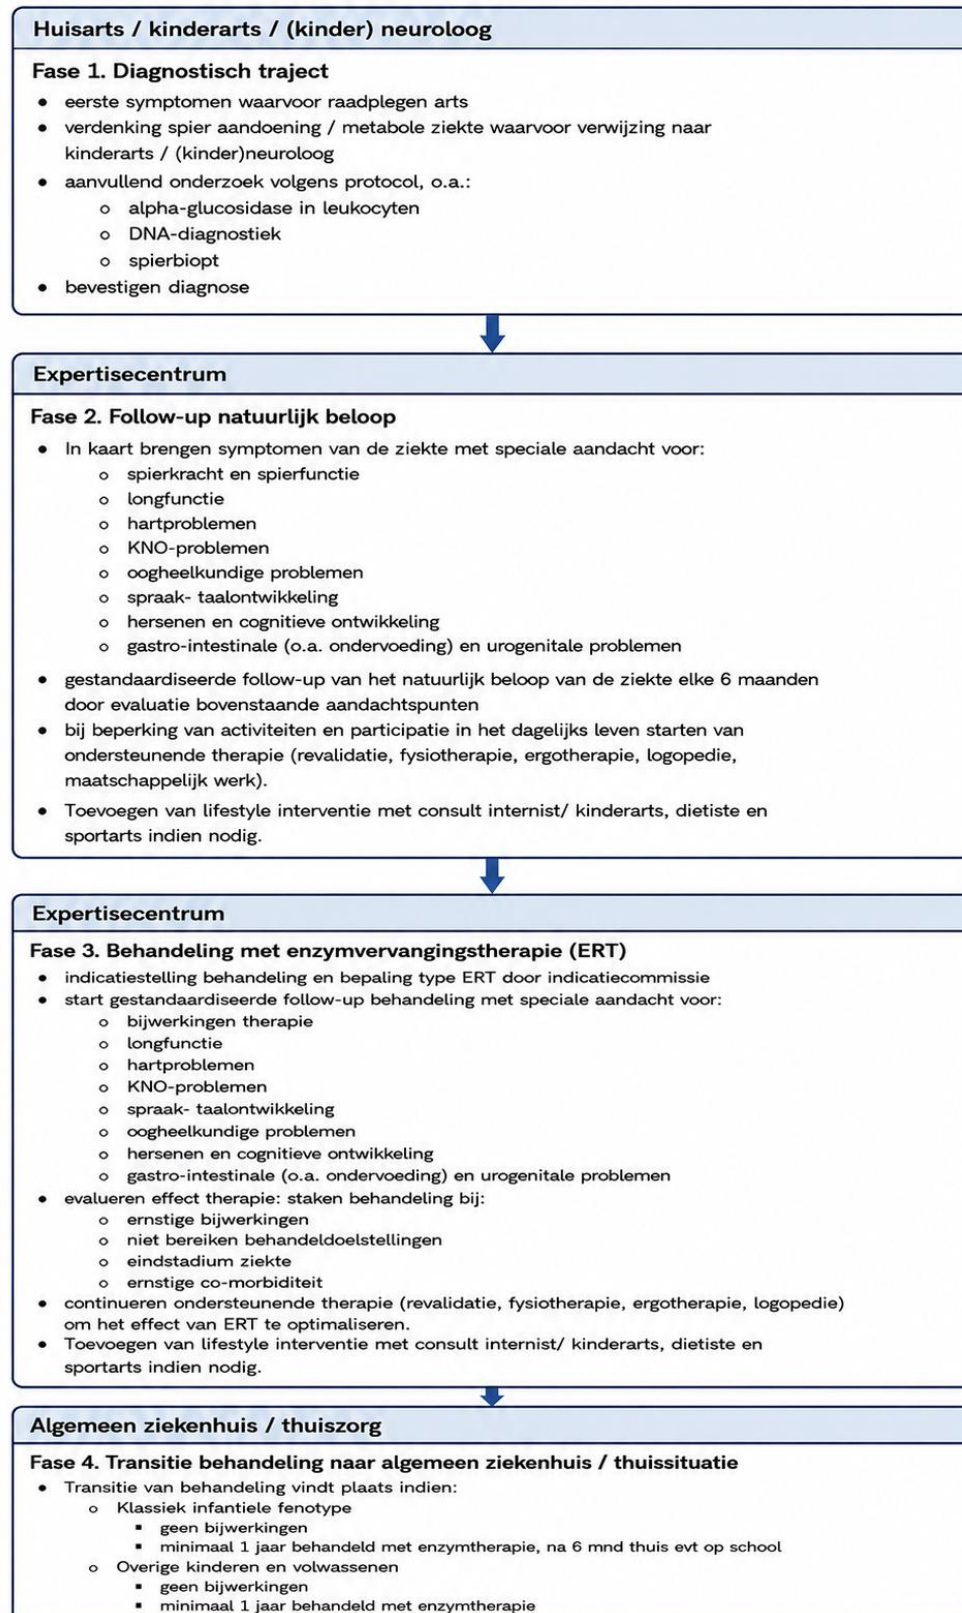 Huisarts / kinderarts / (kinder) neuroloog
Fase 1. Diagnostisch traject
• eerste symptomen waarvoor raadplegen arts
• verdenking spier aandoening / metabole ziekte waarvoor verwijzing naar
kinderarts / (kinder)neuroloog
• aanvullend onderzoek volgens protocol, o.a.:
o alpha-glucosidase in leukocyten
o DNA-diagnostiek
o spierbiopt
• bevestigen diagnose
Expertisecentrum
Fase 2. Follow-up natuurlijk beloop
• In kaart brengen symptomen van de ziekte met speciale aandacht voor:
o spierkracht en spierfunctie
o longfunctie
o hartproblemen
o KNO-problemen
o oogheelkundige problemen
o spraak- taalontwikkeling
o hersenen en cognitieve ontwikkeling
o gastro-intestinale (o.a. ondervoeding) en urogenitale problemen
• gestandaardiseerde follow-up van het natuurlijk beloop van de ziekte elke 6 maanden
door evaluatie bovenstaande aandachtspunten
• bij beperking van activiteiten en participatie in het dagelijks leven starten van
ondersteunende therapie (revalidatie, fysiotherapie, ergotherapie, logopedie,
maatschappelijk werk).
• Toevoegen van lifestyle interventie met consult internist/ kinderarts, dietiste en
sportarts indien nodig.
Expertisecentrum
Fase 3. Behandeling met enzymvervangingstherapie (ERT)
• indicatiestelling behandeling en bepaling type ERT door indicatiecommissie
• start gestandaardiseerde follow-up behandeling met speciale aandacht voor:
o bijwerkingen therapie
o longfunctie
o hartproblemen
o KNO-problemen
o spraak- taalontwikkeling
o oogheelkundige problemen
o hersenen en cognitieve ontwikkeling
o gastro-intestinale (o.a. ondervoeding) en urogenitale problemen
• evalueren effect therapie: staken behandeling bij:
o ernstige bijwerkingen
o niet bereiken behandeldoelstellingen
o eindstadium ziekte
o ernstige co-morbiditeit
• continueren ondersteunende therapie (revalidatie, fysiotherapie, ergotherapie, logopedie)
om het effect van ERT te optimaliseren.
• Toevoegen van lifestyle interventie met consult internist/ kinderarts, dietiste en
sportarts indien nodig.
Algemeen ziekenhuis / thuiszorg
Fase 4. Transitie behandeling naar algemeen ziekenhuis / thuissituatie
• Transitie van behandeling vindt plaats indien:
o Klassiek infantiele fenotype
▪ geen bijwerkingen
▪ minimaal 1 jaar behandeld met enzymtherapie, na 6 mnd thuis evt op school
o Overige kinderen en volwassenen
▪ geen bijwerkingen
▪ minimaal 1 jaar behandeld met enzymtherapie